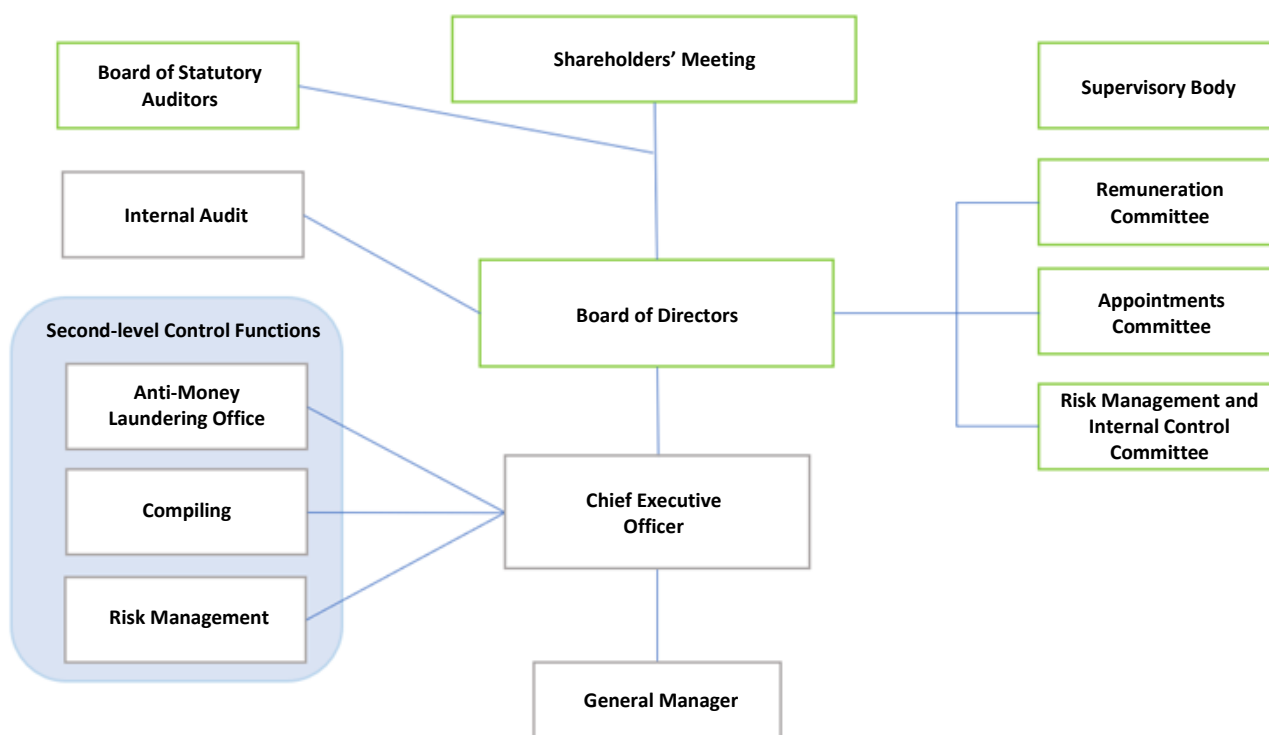 Shareholders’ Meeting
Board of Statutory
Auditors
Supervisory Body
Internal Audit
Remuneration
Committee
Board of Directors
Appointments
Committee
Second-level Control Functions
Anti-Money
Laundering Office
Risk Management and
Internal Control
Committee
Compiling
Chief Executive
Officer
Risk Management
General Manager